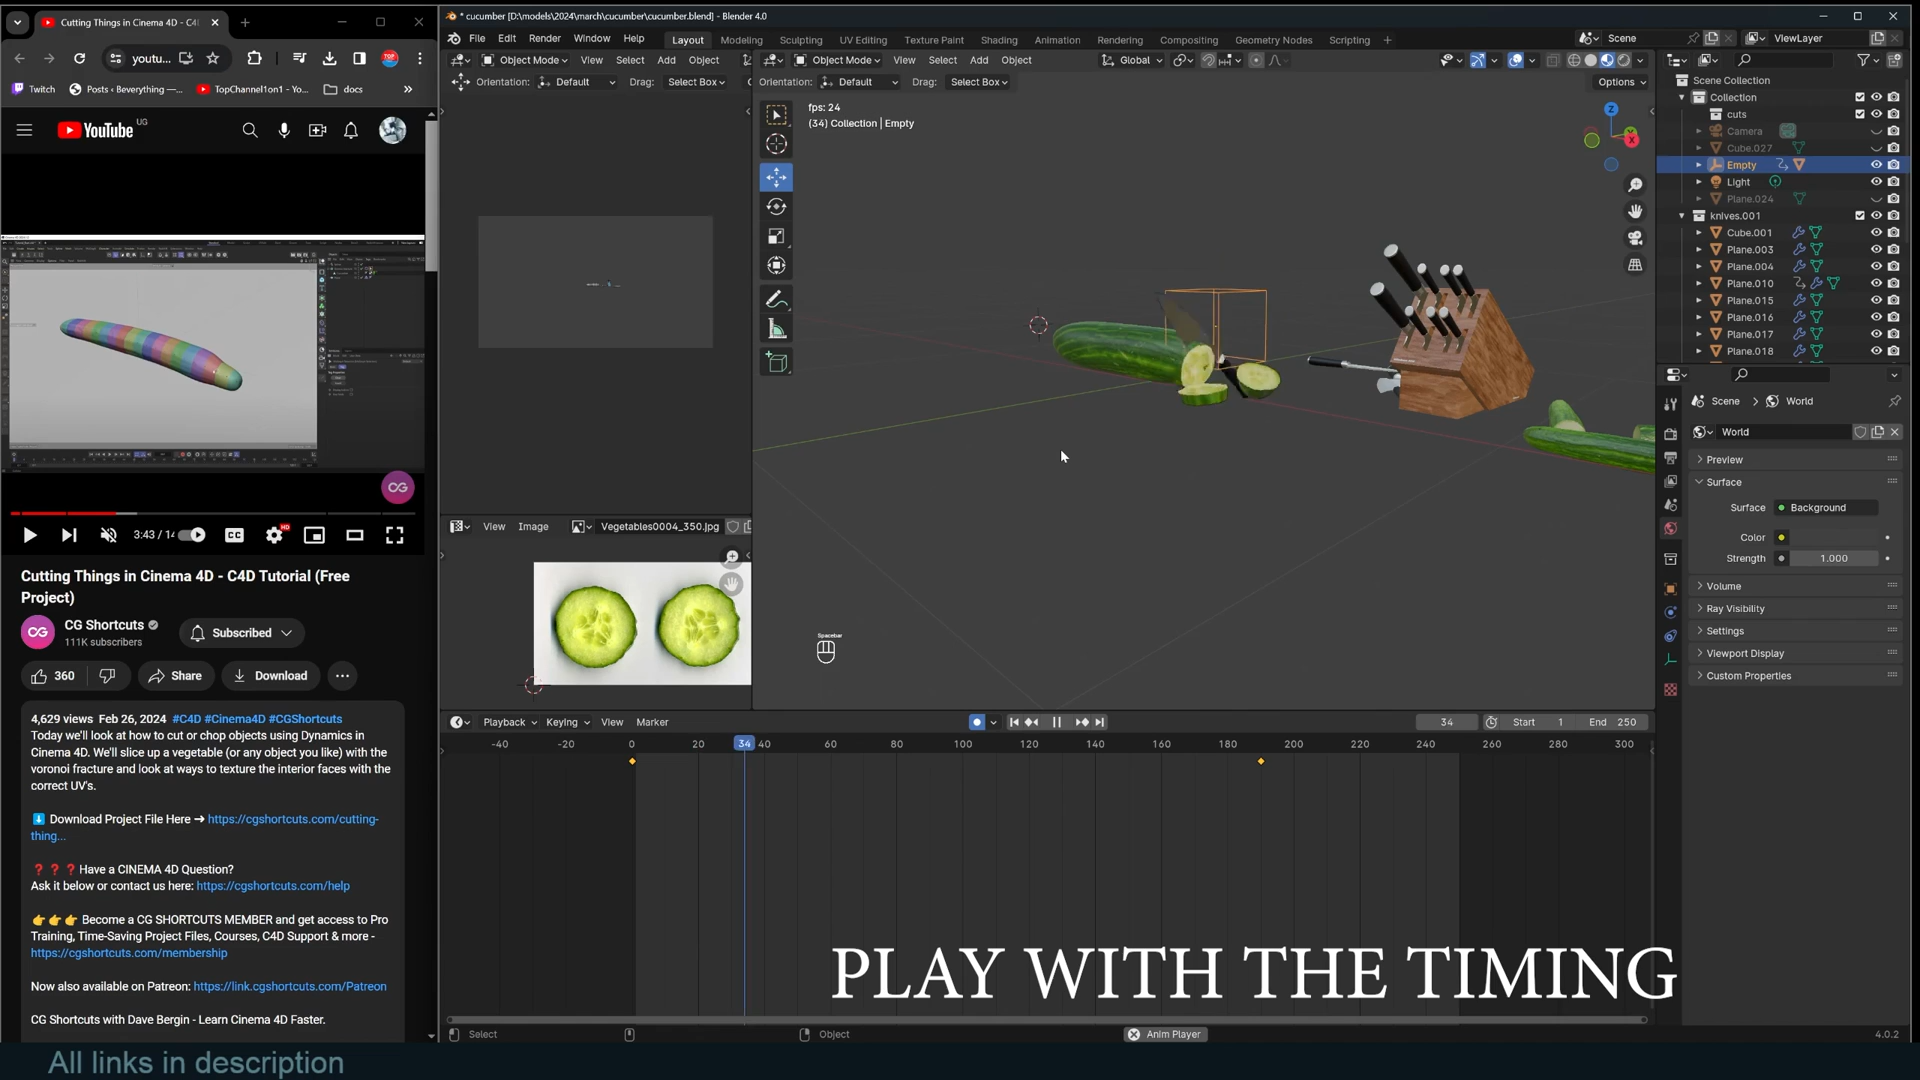 Cutting Things in Cinema 4D - C4D
* cucumber [D:\models\2024\march\cucumber\cucumber.blend] - Blender 4.0
youtu...
Twitch
Posts ‹ Beverything —...
TopChannel1on1 - Yo...
docs
»
File Edit Render Window Help
Layout Modeling Sculpting UV Editing Texture Paint Shading Animation Rendering Compositing Geometry Nodes Scripting +
Scene
ViewLayer
Object Mode View Select Add Object
Object Mode View Select Add Object
Global
Orientation: Default Drag: Select Box
Orientation: Default Drag: Select Box
Options
fps: 24
(34) Collection | Empty
Z
X
Scene Collection
Collection
cuts
Camera
Cube.027
Empty
Light
Plane.024
knives.001
Cube.001
Plane.003
Plane.004
Plane.010
Plane.015
Plane.016
Plane.017
Plane.018
YouTube UG
CG
3:43 / 14
CC
HD
Cutting Things in Cinema 4D - C4D Tutorial (Free
Project)
CG
CG Shortcuts
111K subscribers
Subscribed
360
Share
Download
4,629 views Feb 26, 2024 #C4D #Cinema4D #CGShortcuts
Today we'll look at how to cut or chop objects using Dynamics in
Cinema 4D. We'll slice up a vegetable (or any object you like) with the
voronoi fracture and look at ways to texture the interior faces with the
correct UV's.
Download Project File Here ➔ https://cgshortcuts.com/cutting-
thing...
❓ ❓ ❓ Have a CINEMA 4D Question?
Ask it below or contact us here: https://cgshortcuts.com/help
Become a CG SHORTCUTS MEMBER and get access to Pro
Training, Time-Saving Project Files, Courses, C4D Support & more -
https://cgshortcuts.com/membership
Now also available on Patreon: https://link.cgshortcuts.com/Patreon
CG Shortcuts with Dave Bergin - Learn Cinema 4D Faster.
View Image Vegetables0004_350.jpg
Spacebar
Scene > World
World
Preview
Surface
Surface Background
Color
Strength 1.000
Volume
Ray Visibility
Settings
Viewport Display
Custom Properties
Playback Keying View Marker
34 Start 1 End 250
-40 -20 0 20 34 40 60 80 100 120 140 160 180 200 220 240 260 280 300
PLAY WITH THE TIMING
Select
Object
Anim Player
4.0.2
All links in description